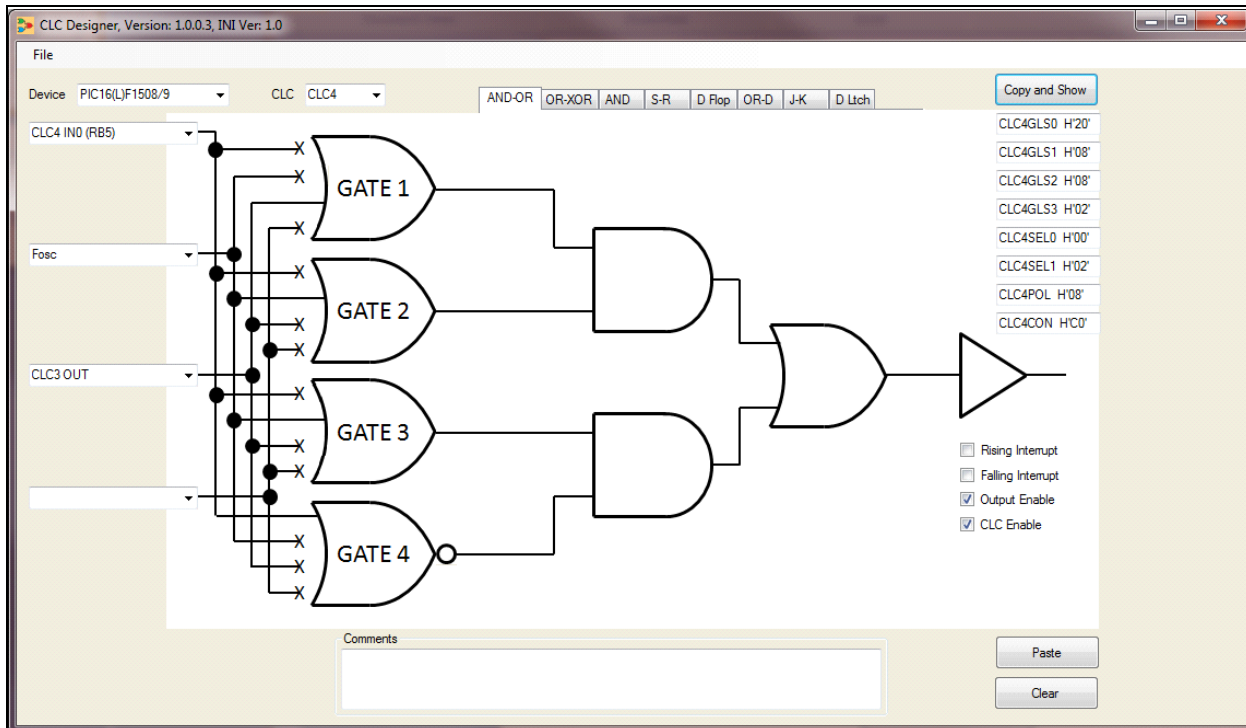 CLC Designer, Version: 1.0.0.3, INI Ver: 1.0
File
Device PIC16(L)F1508/9 CLC CLC4
AND-OR OR-XOR AND S-R D Flop OR-D J-K D Ltch
Copy and Show
CLC4 IN0 (RB5)
Fosc
CLC3 OUT
X
X
X
GATE 1
X
X
X
GATE 2
X
X
X
GATE 3
X
X
X
GATE 4
CLC4GLS0 H'20'
CLC4GLS1 H'08'
CLC4GLS2 H'08'
CLC4GLS3 H'02'
CLC4SEL0 H'00'
CLC4SEL1 H'02'
CLC4POL H'08'
CLC4CON H'C0'
Rising Interrupt
Falling Interrupt
Output Enable
CLC Enable
Comments
Paste
Clear